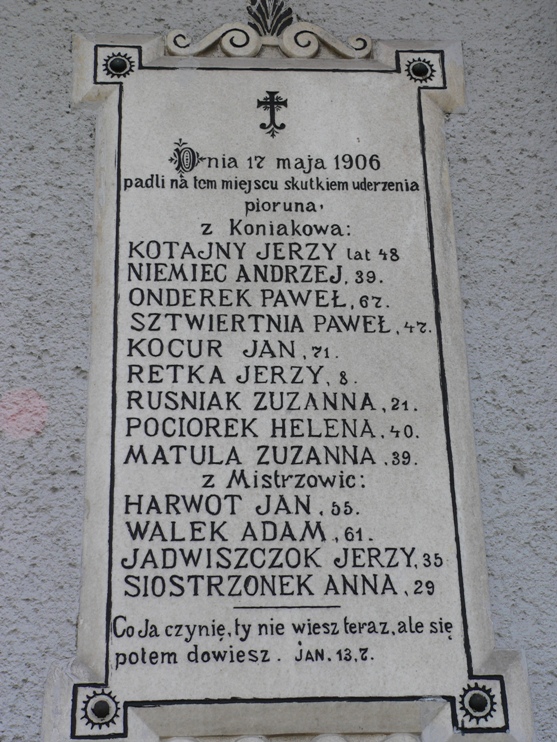 Dnia 17 maja 1906
padli na tem miejscu skutkiem uderzenia
pioruna,
z Koniakowa:
KOTAJNY JERZY lat 48
NIEMIEC ANDRZEJ, 39.
ONDEREK PAWEŁ, 67.
SZTWIERTNIA PAWEŁ, 47.
KOCUR JAN, 71.
RETKA JERZY, 8.
RUSNIAK ZUZANNA, 21.
POCIOREK HELENA, 40.
MATULA ZUZANNA, 39.
z Mistrzowic:
HARWOT JAN, 55.
WALEK ADAM, 61.
JADWISZCZOK JERZY, 35
SIOSTRZONEK ANNA, 29
Co Ja czynię, ty nie wiesz teraz, ale się
potem dowiesz. JAN. 13.7.